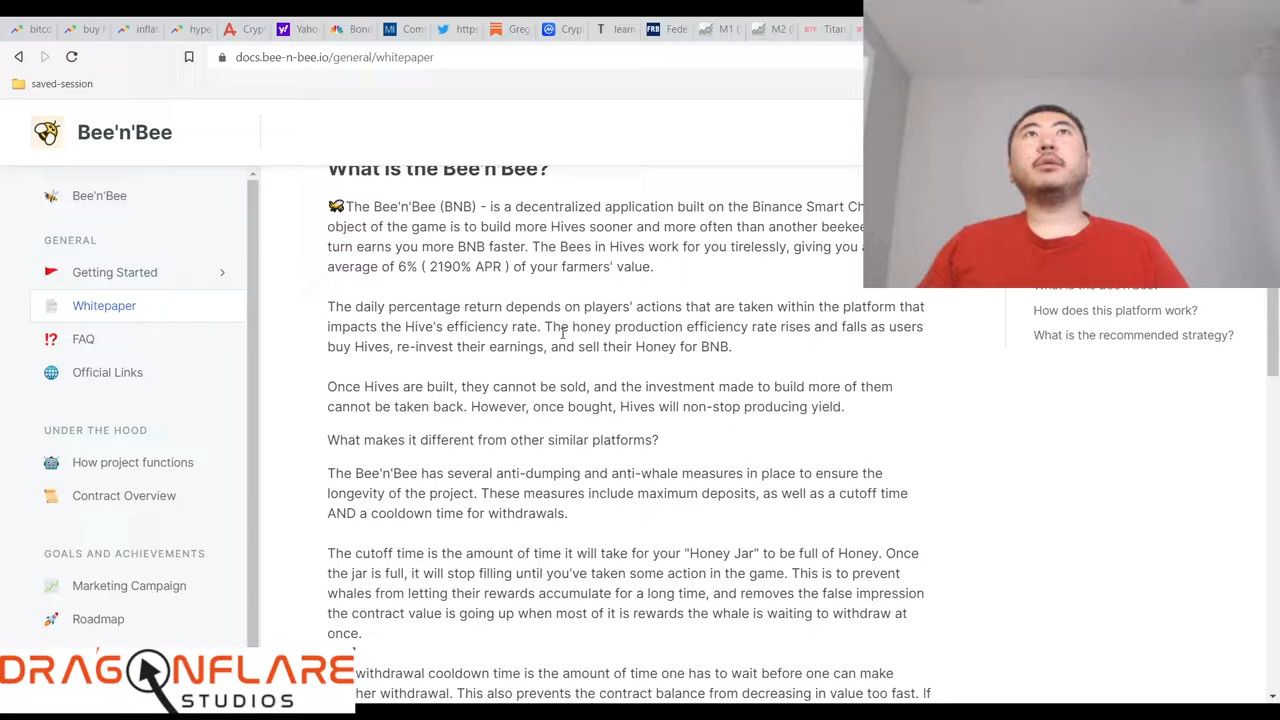 bitco
buy b
inflat
hype
Cryp
Yaho
Bond
MI
Com
https
Greg
Cryp
T
learn
FRB
Fede
M1 (
M2 (
MTP
Titar
docs.bee-n-bee.io/general/whitepaper
saved-session
Bee'n'Bee
Bee'n'Bee
GENERAL
Getting Started
Whitepaper
FAQ
Official Links
UNDER THE HOOD
How project functions
Contract Overview
GOALS AND ACHIEVEMENTS
Marketing Campaign
Roadmap
What is the Bee'n'Bee?
The Bee'n'Bee (BNB) - is a decentralized application built on the Binance Smart Ch
object of the game is to build more Hives sooner and more often than another beekee
turn earns you more BNB faster. The Bees in Hives work for you tirelessly, giving you a
average of 6% ( 2190% APR ) of your farmers' value.
The daily percentage return depends on players' actions that are taken within the platform that
impacts the Hive's efficiency rate. The honey production efficiency rate rises and falls as users
buy Hives, re-invest their earnings, and sell their Honey for BNB.
Once Hives are built, they cannot be sold, and the investment made to build more of them
cannot be taken back. However, once bought, Hives will non-stop producing yield.
What makes it different from other similar platforms?
The Bee'n'Bee has several anti-dumping and anti-whale measures in place to ensure the
longevity of the project. These measures include maximum deposits, as well as a cutoff time
AND a cooldown time for withdrawals.
The cutoff time is the amount of time it will take for your "Honey Jar" to be full of Honey. Once
the jar is full, it will stop filling until you've taken some action in the game. This is to prevent
whales from letting their rewards accumulate for a long time, and removes the false impression
the contract value is going up when most of it is rewards the whale is waiting to withdraw at
once.
withdrawal cooldown time is the amount of time one has to wait before one can make
her withdrawal. This also prevents the contract balance from decreasing in value too fast. If
What is the Bee'n'Bee?
How does this platform work?
What is the recommended strategy?
DRAGONFLARE
STUDIOS